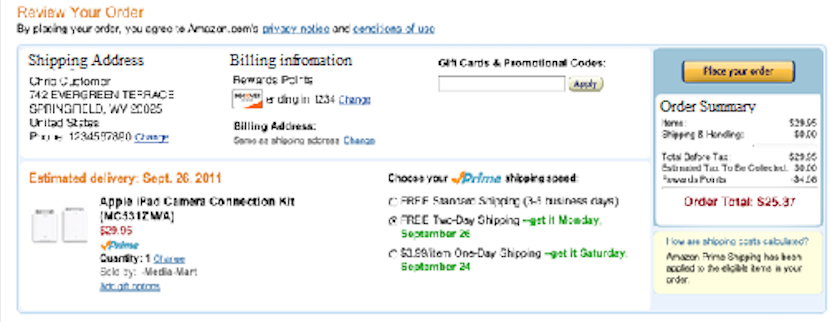 Review Your Order
By placing your order, you agree to Amazon.com's privacy notice and conditions of use
Shipping Address
Chris Customer
742 EVERGREEN TERRACE
SPRINGFIELD, WV 20025
United States
Phone: 1234567890 Change
Billing infromation
Rewards Points
ending in 1234 Change
Billing Address:
Same as shipping address Change
Gift Cards & Promotional Codes:
Apply
Place your order
Order Summary
Items: $29.95
Shipping & Handling: $0.00
Total Before Tax: $29.95
Estimated Tax To Be Collected: $0.00
Rewards Points
Order Total: $25.37
How are shipping costs calculated?
Amazon Prime Shipping has been
applied to the eligible items in your
order.
Estimated delivery: Sept. 26, 2011
Apple iPad Camera Connection Kit
(MC531ZM/A)
$29.95
Prime
Quantity: 1 Change
Sold by: -Media-Mart
Add gift options
Choose your Prime shipping speed:
FREE Standard Shipping (3-5 business days)
FREE Two-Day Shipping --get it Monday,
September 26
$3.99/item One-Day Shipping --get it Saturday,
September 24